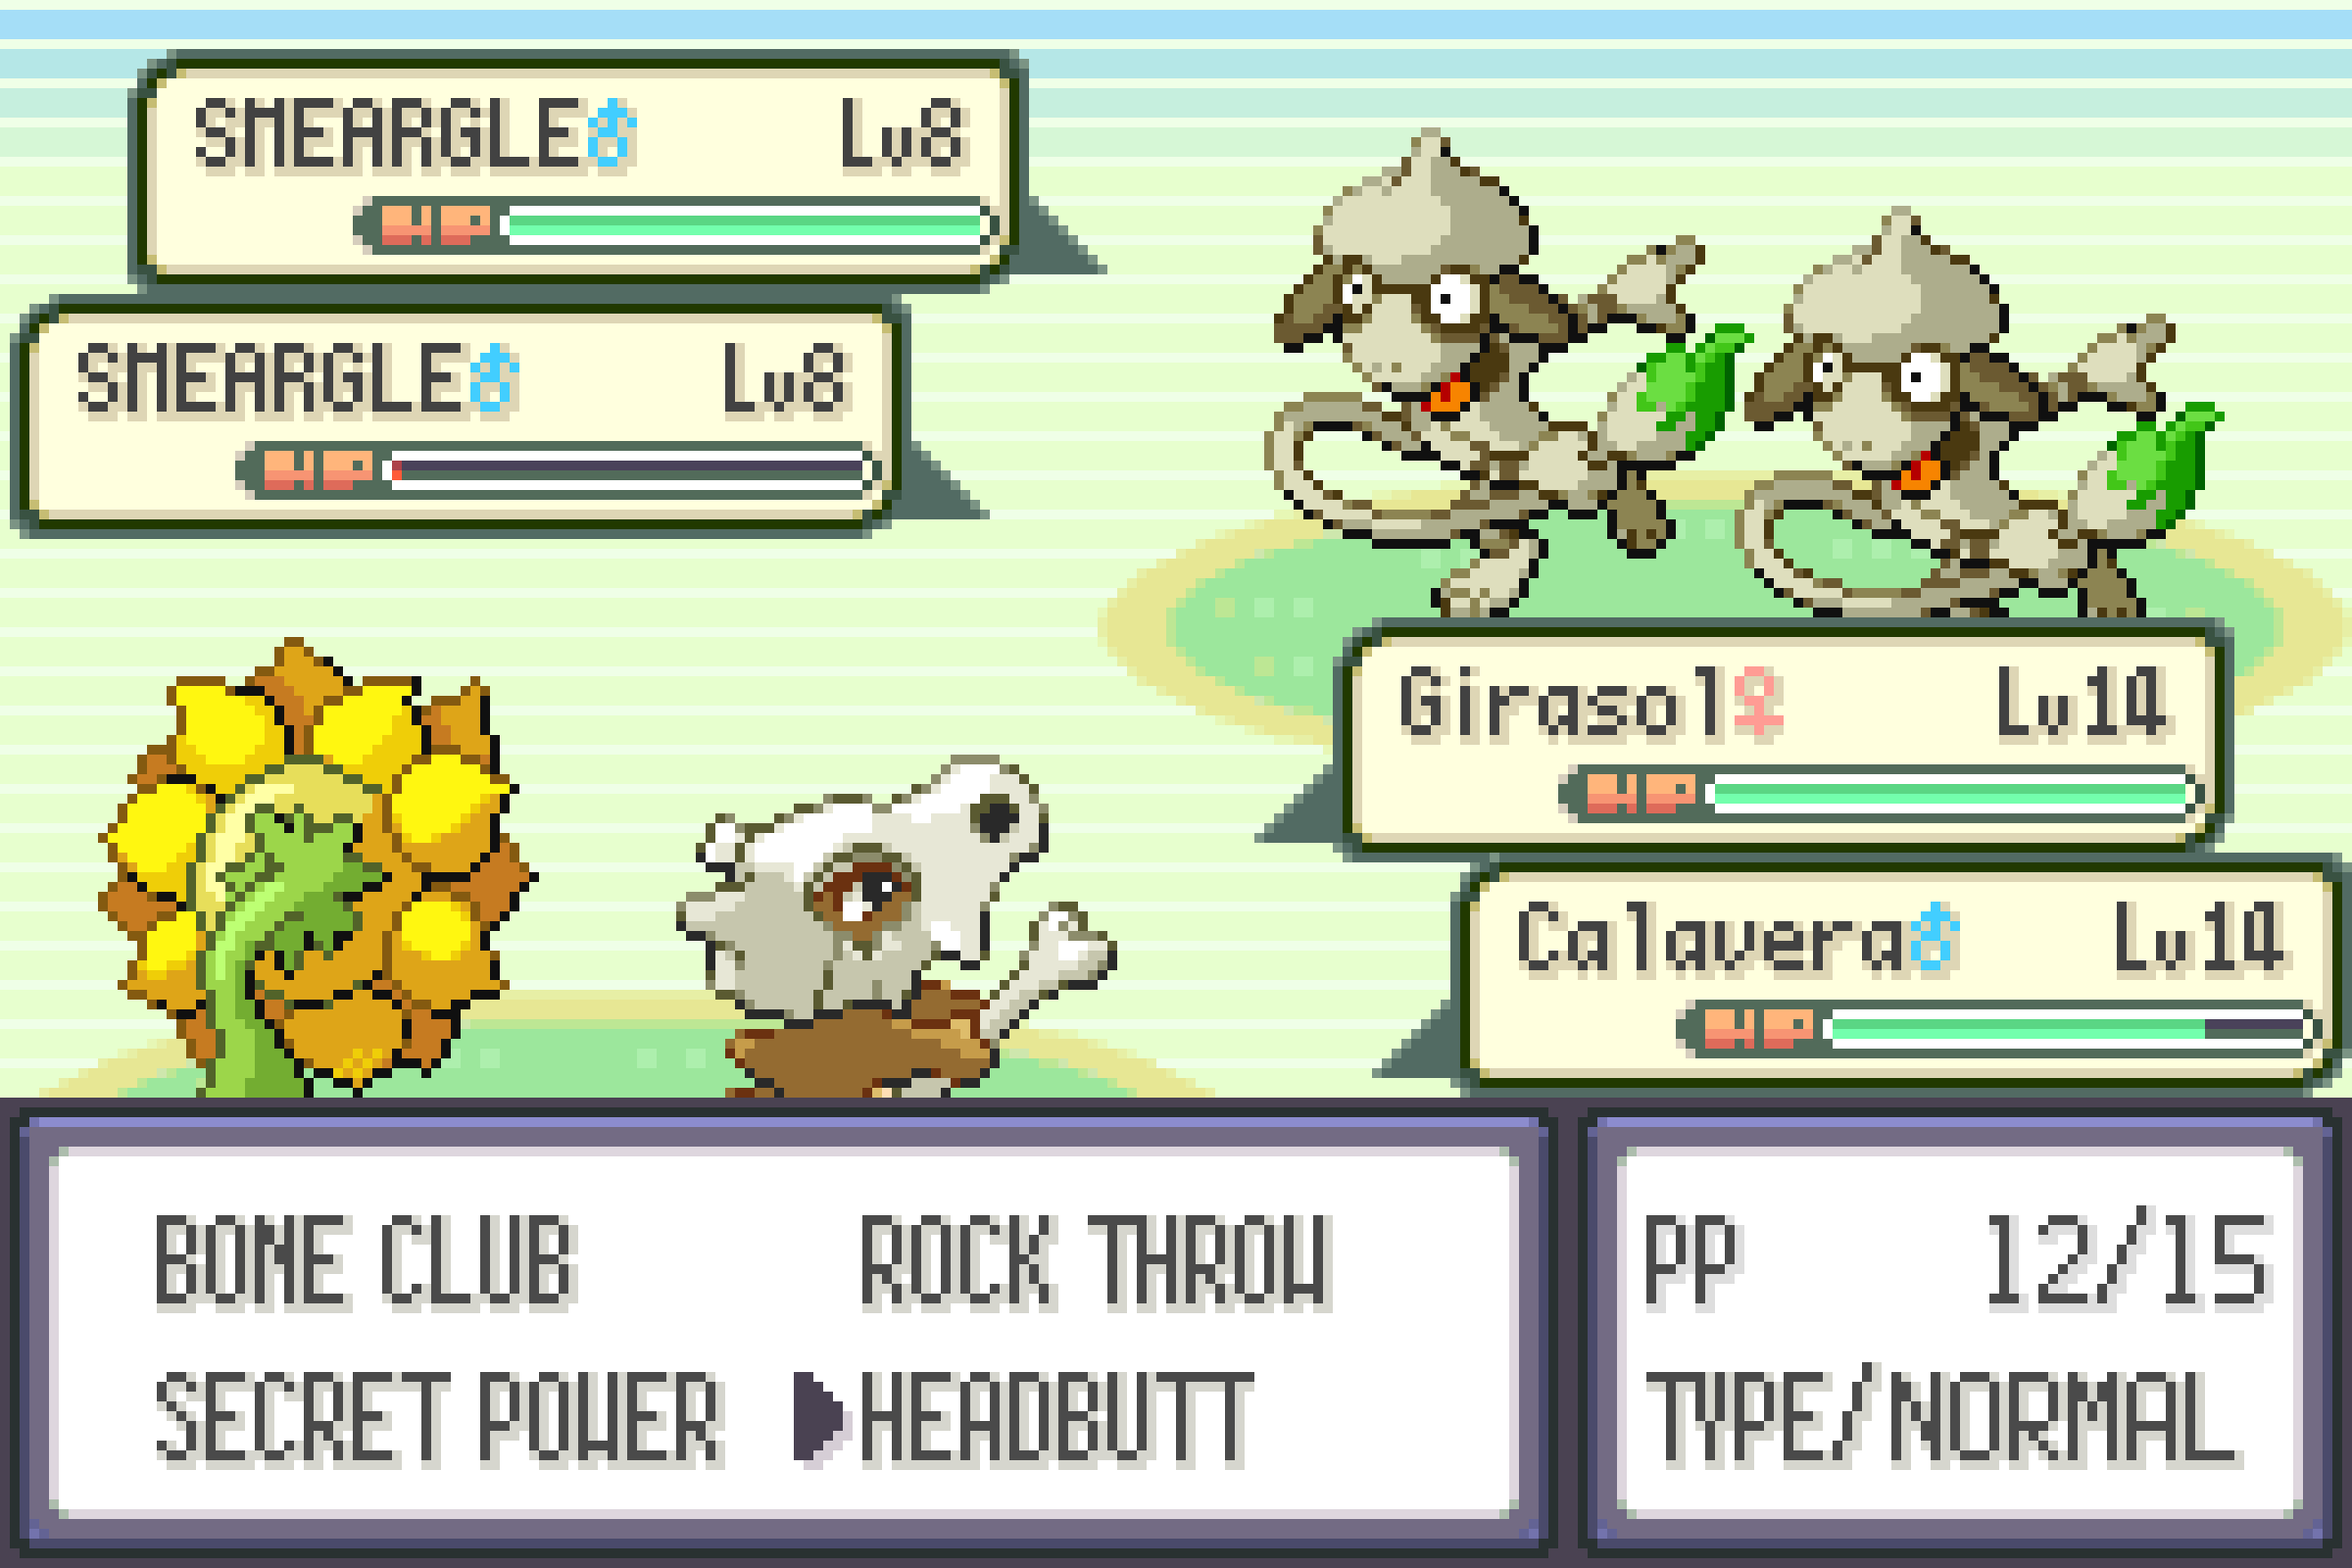 SMEARGLE♂ Lv8
HP
SMEARGLE♂ Lv8
HP
Girasol♀ Lv14
HP
Calavera♂ Lv14
HP
BONE CLUB ROCK THROW
SECRET POWER ▶HEADBUTT
PP 12/15
TYPE/NORMAL